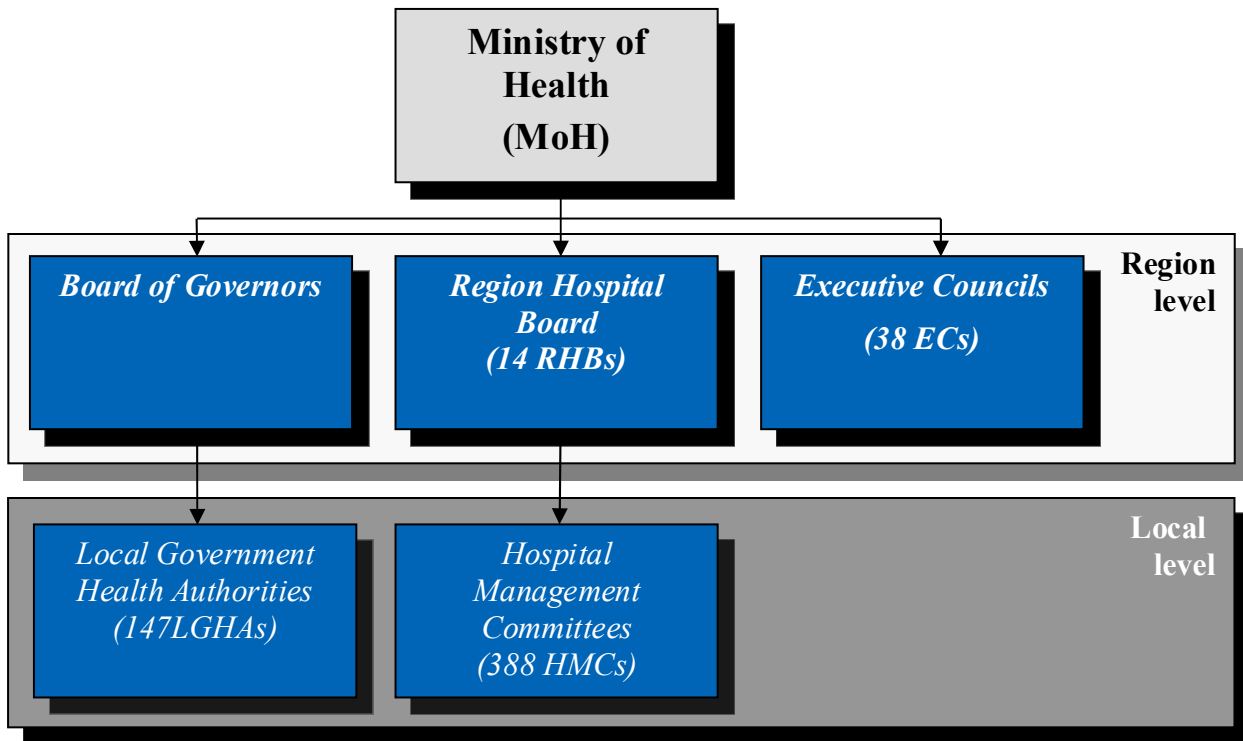 Ministry of
Health
(MoH)
Board of Governors
Region Hospital
Board
(14 RHBs)
Executive Councils
(38 ECs)
Region
level
Local Government
Health Authorities
(147LGHAs)
Hospital
Management
Committees
(388 HMCs)
Local
level